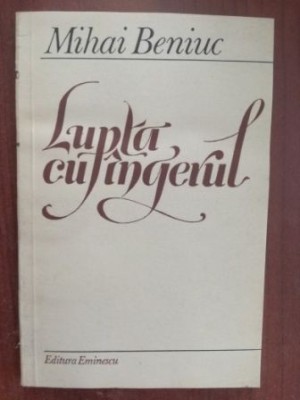 Mihai Beniuc
Lupta
cu îngerul
Editura Eminescu